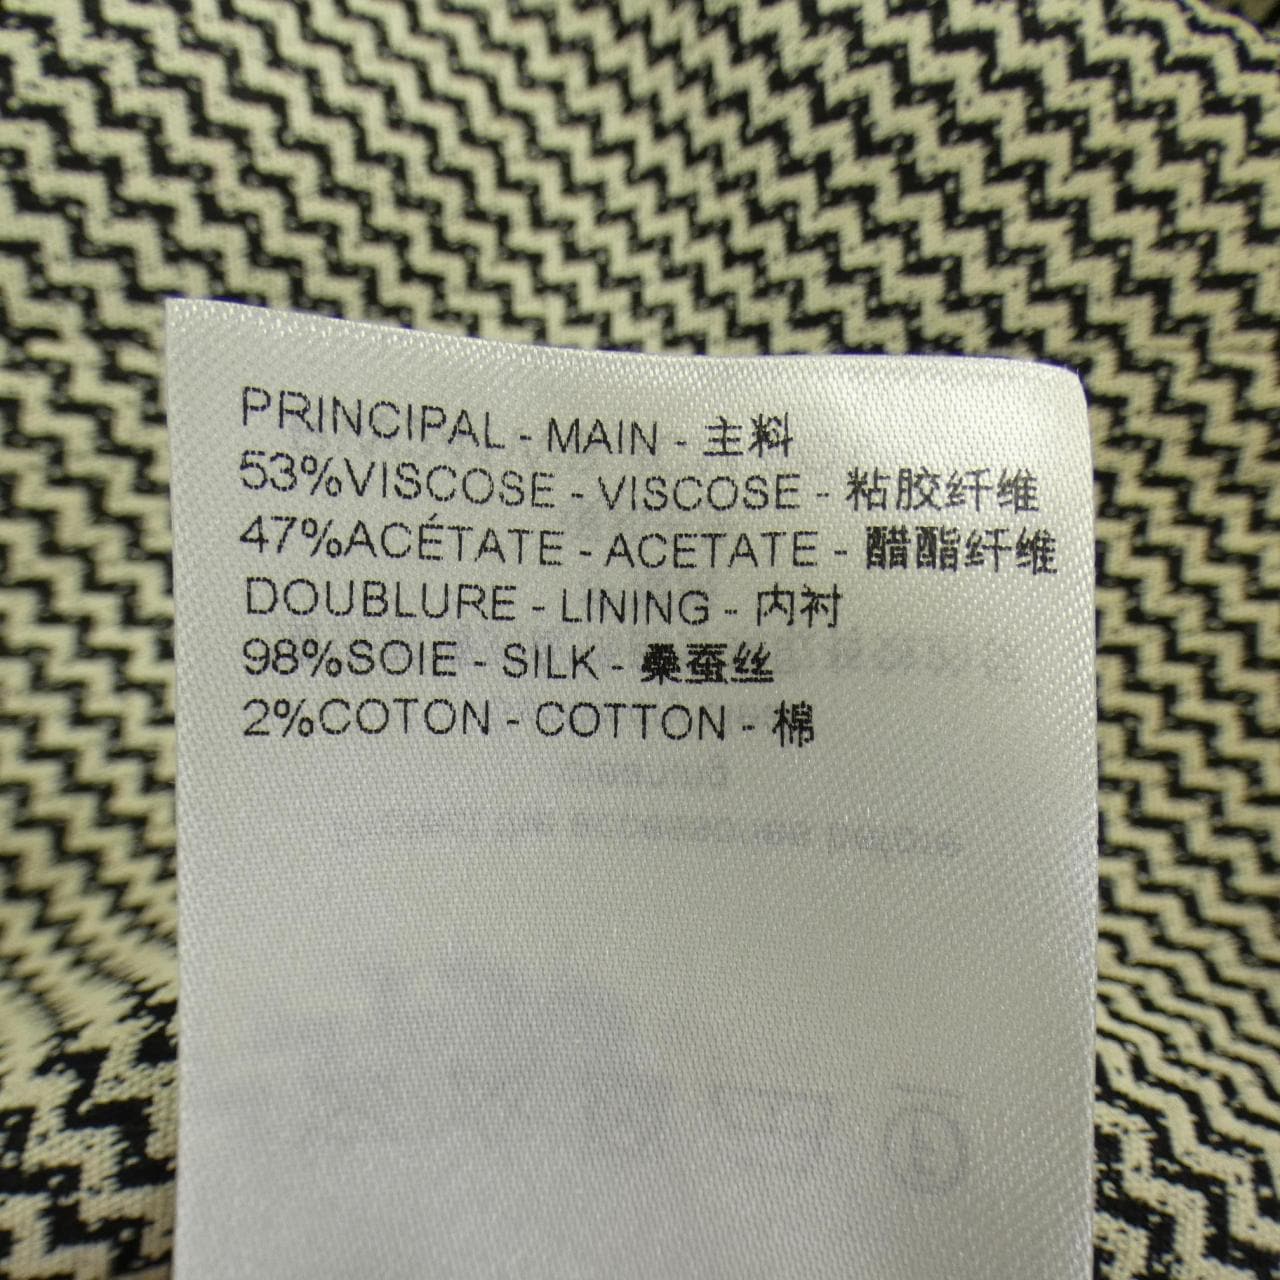 PRINCIPAL - MAIN - 主料
53%VISCOSE - VISCOSE - 粘胶纤维
47%ACÉTATE - ACETATE - 醋酯纤维
DOUBLURE - LINING - 内衬
98%SOIE - SILK - 桑蚕丝
2%COTON - COTTON - 棉